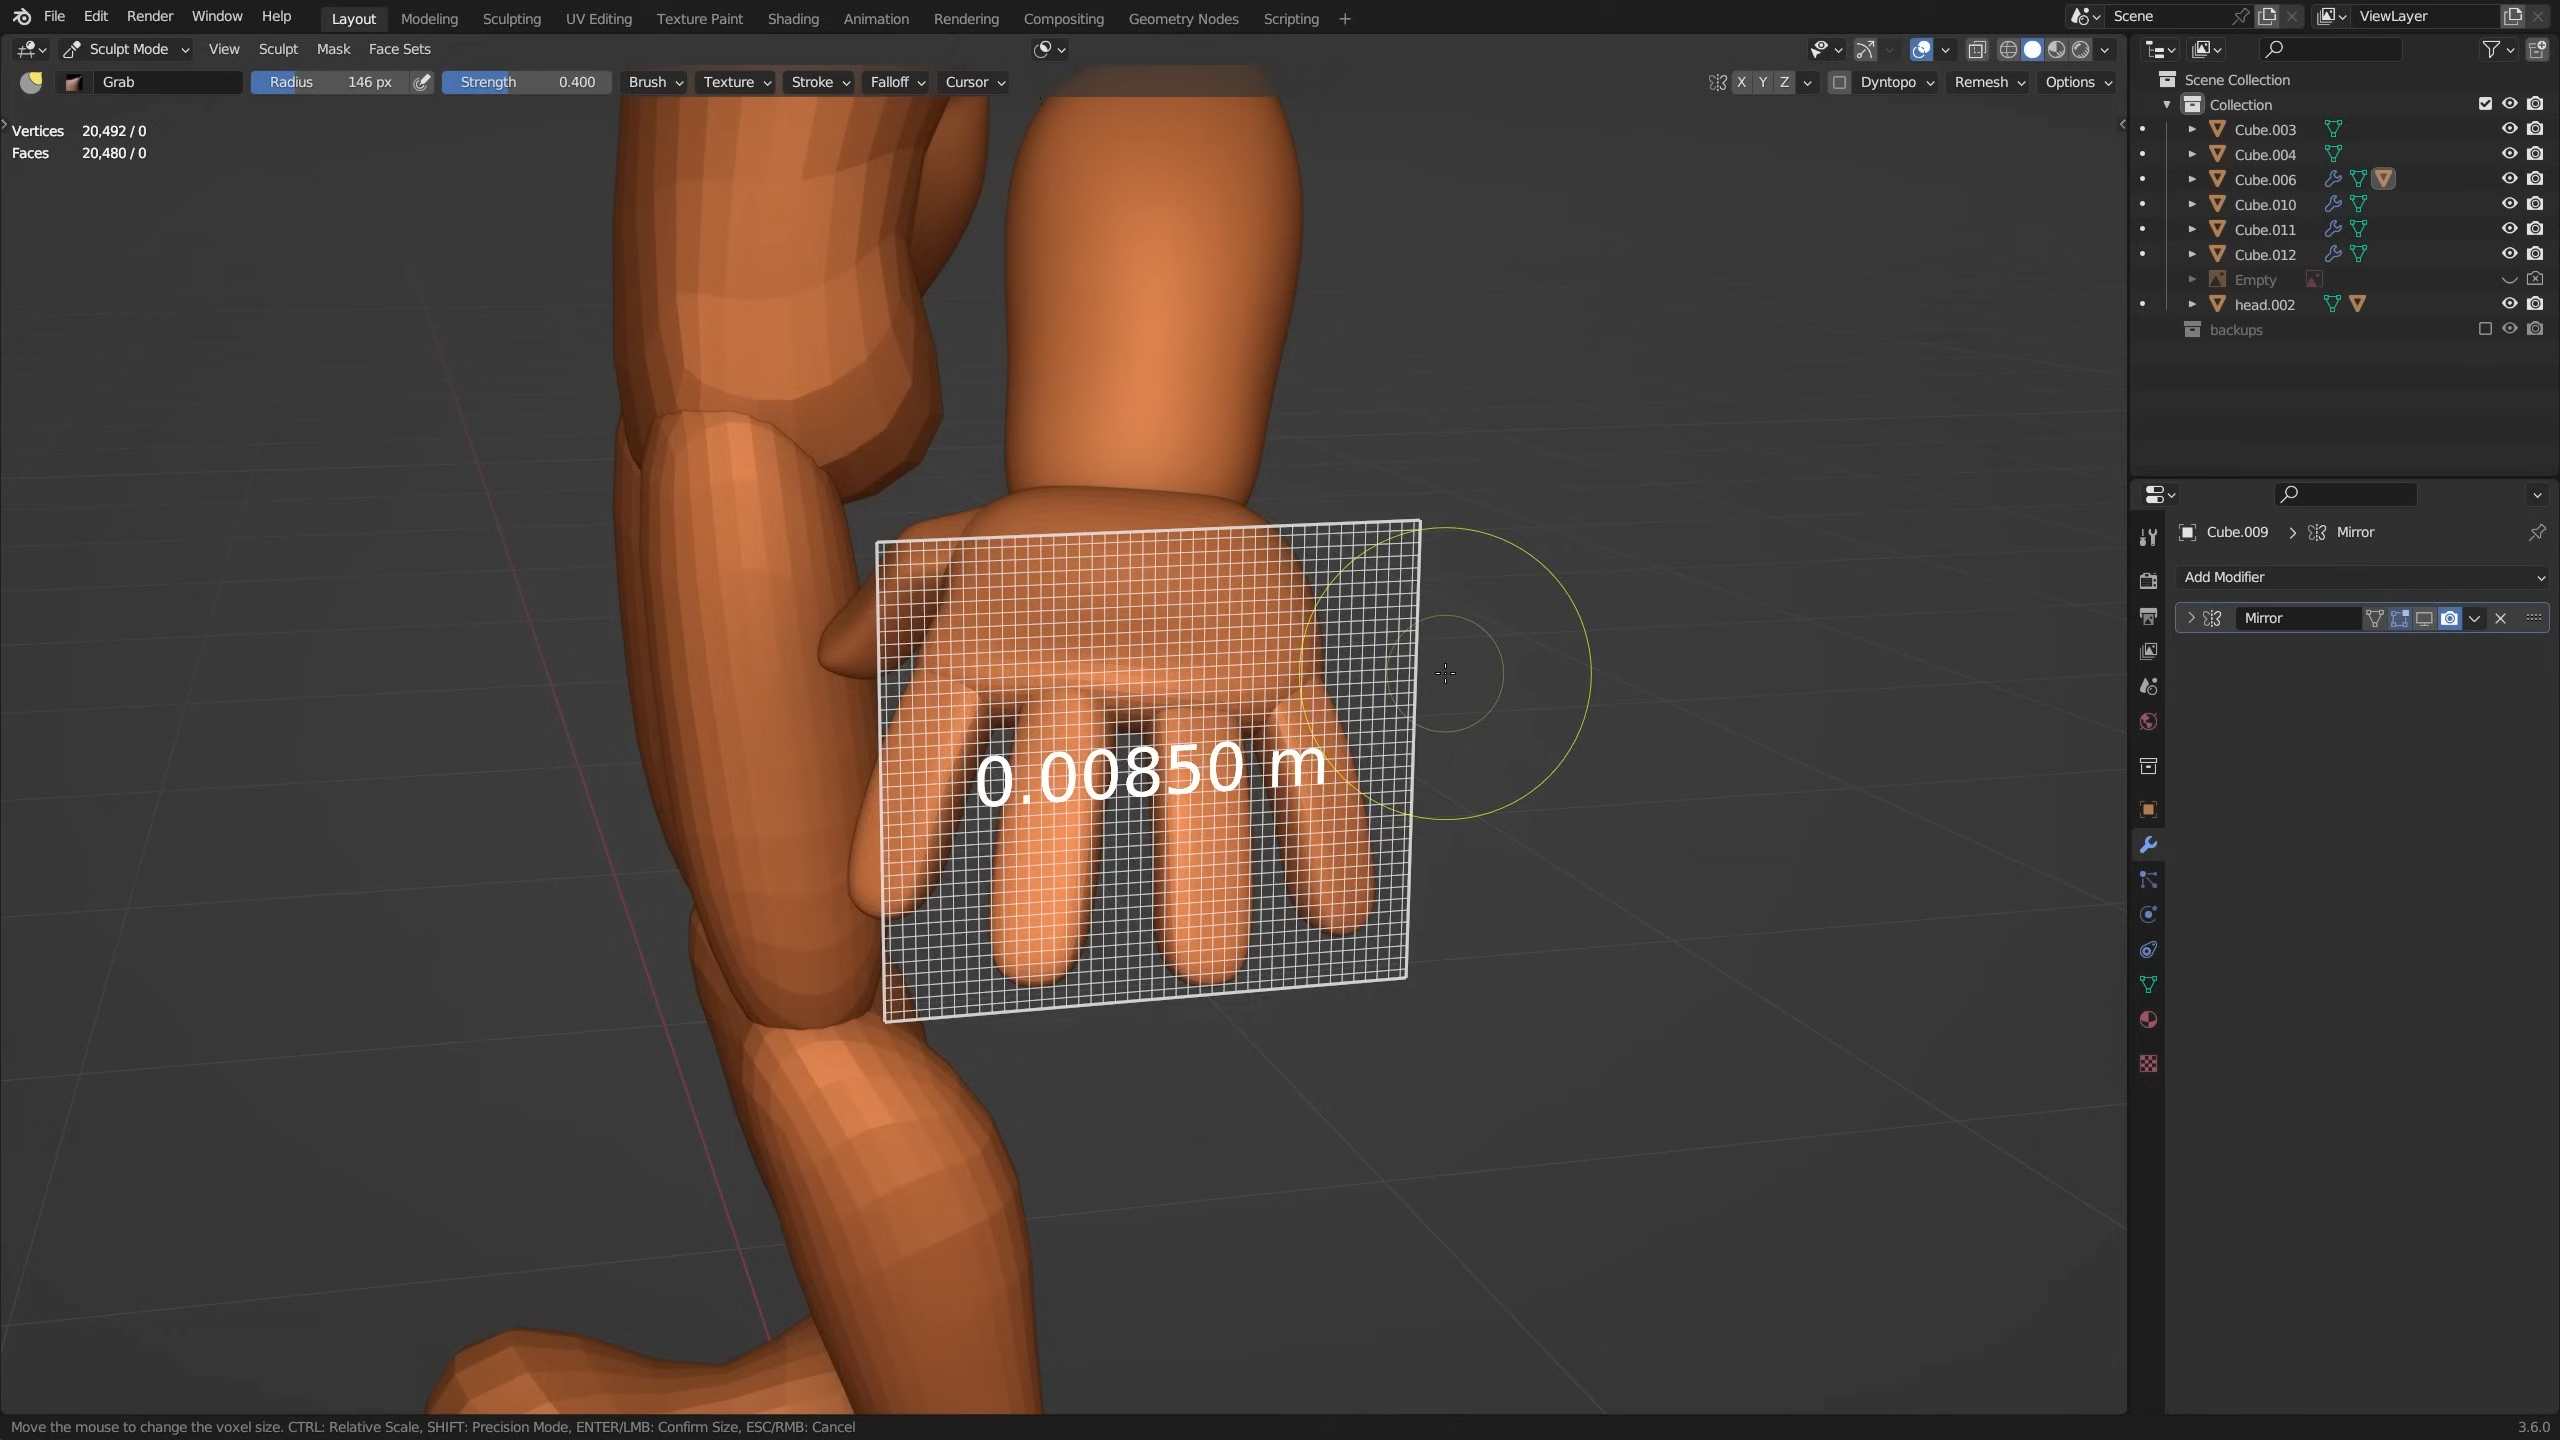 File Edit Render Window Help Layout Modeling Sculpting UV Editing Texture Paint Shading Animation Rendering Compositing Geometry Nodes Scripting + Scene ViewLayer
Sculpt Mode View Sculpt Mask Face Sets
Grab Radius 146 px Strength 0.400 Brush Texture Stroke Falloff Cursor X Y Z Dyntopo Remesh Options
Vertices 20,492 / 0
Faces 20,480 / 0
0.00850 m
Scene Collection
Collection
Cube.003
Cube.004
Cube.006
Cube.010
Cube.011
Cube.012
Empty
head.002
backups
Cube.009 > Mirror
Add Modifier
Mirror
Move the mouse to change the voxel size. CTRL: Relative Scale, SHIFT: Precision Mode, ENTER/LMB: Confirm Size, ESC/RMB: Cancel
3.6.0